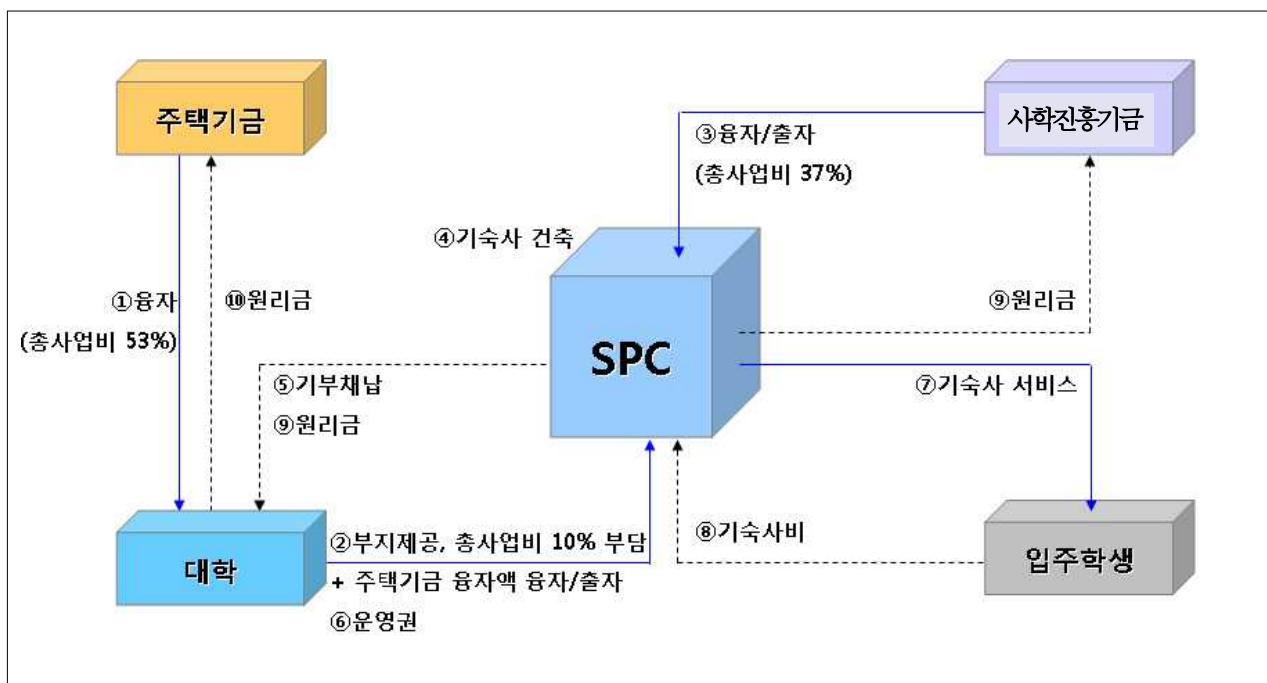 주택기금
사학진흥기금
③융자/출자
(총사업비 37%)
④기숙사 건축
①융자
(총사업비 53%)
⑩원리금
⑨원리금
SPC
⑤기부채납
⑨원리금
⑦기숙사 서비스
대학
②부지제공, 총사업비 10% 부담
+ 주택기금 융자액 융자/출자
⑥운영권
⑧기숙사비
입주학생